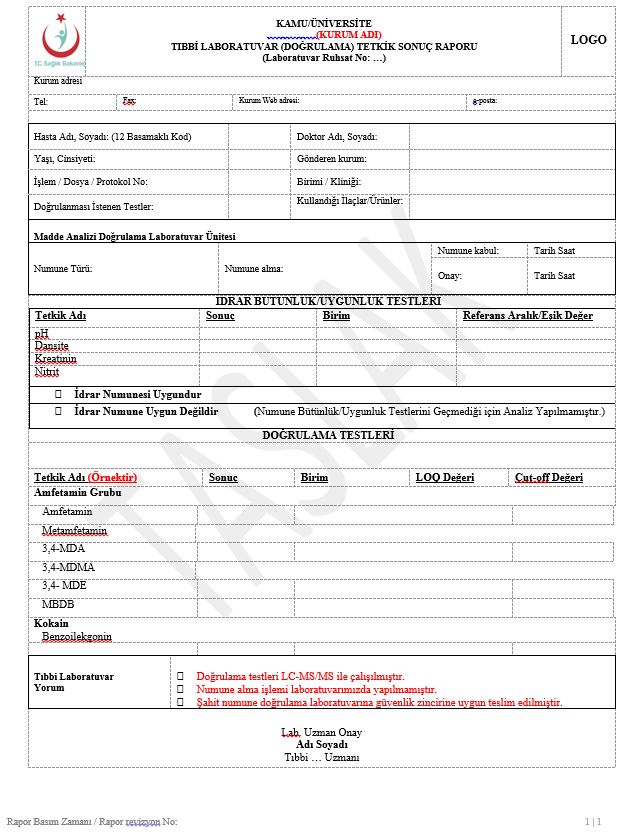 KAMU/ÜNİVERSİTE
..................(KURUM ADI)
TIBBİ LABORATUVAR (DOĞRULAMA) TETKİK SONUÇ RAPORU
(Laboratuvar Ruhsat No: …)
LOGO
T.C. Sağlık Bakanlığı
Kurum adresi
Tel: Fax: Kurum Web adresi: e-posta:
Hasta Adı, Soyadı: (12 Basamaklı Kod) Doktor Adı, Soyadı:
Yaşı, Cinsiyeti: Gönderen kurum:
İşlem / Dosya / Protokol No: Birimi / Kliniği:
Doğrulanması İstenen Testler: Kullandığı İlaçlar/Ürünler:
Madde Analizi Doğrulama Laboratuvar Ünitesi
Numune Türü: Numune alma: Numune kabul: Tarih Saat
Onay: Tarih Saat
İDRAR BÜTÜNLÜK/UYGUNLUK TESTLERİ
Tetkik Adı Sonuç Birim Referans Aralık/Eşik Değer
pH
Dansite
Kreatinin
Nitrit
☐ İdrar Numunesi Uygundur
☐ İdrar Numune Uygun Değildir (Numune Bütünlük/Uygunluk Testlerini Geçmediği için Analiz Yapılmamıştır.)
DOĞRULAMA TESTLERİ
Tetkik Adı (Örnektir) Sonuç Birim LOQ Değeri Cut-off Değeri
Amfetamin Grubu
Amfetamin
Metamfetamin
3,4-MDA
3,4-MDMA
3,4- MDE
MBDB
Kokain
Benzoilekgonin
Tıbbi Laboratuvar
Yorum
☐ Doğrulama testleri LC-MS/MS ile çalışılmıştır.
☐ Numune alma işlemi laboratuvarımızda yapılmamıştır.
☐ Şahit numune doğrulama laboratuvarına güvenlik zincirine uygun teslim edilmiştir.
Lab. Uzman Onay
Adı Soyadı
Tıbbi … Uzmanı
TASLAK
Rapor Basım Zamanı / Rapor revizyon No: 1 | 1